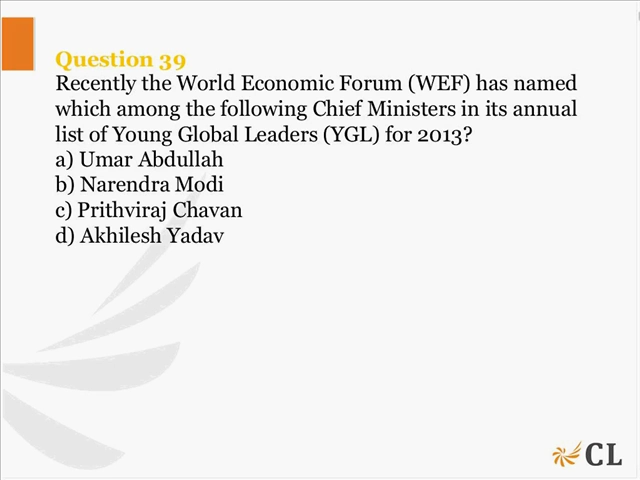 Question 39
Recently the World Economic Forum (WEF) has named
which among the following Chief Ministers in its annual
list of Young Global Leaders (YGL) for 2013?
a) Umar Abdullah
b) Narendra Modi
c) Prithviraj Chavan
d) Akhilesh Yadav
CL